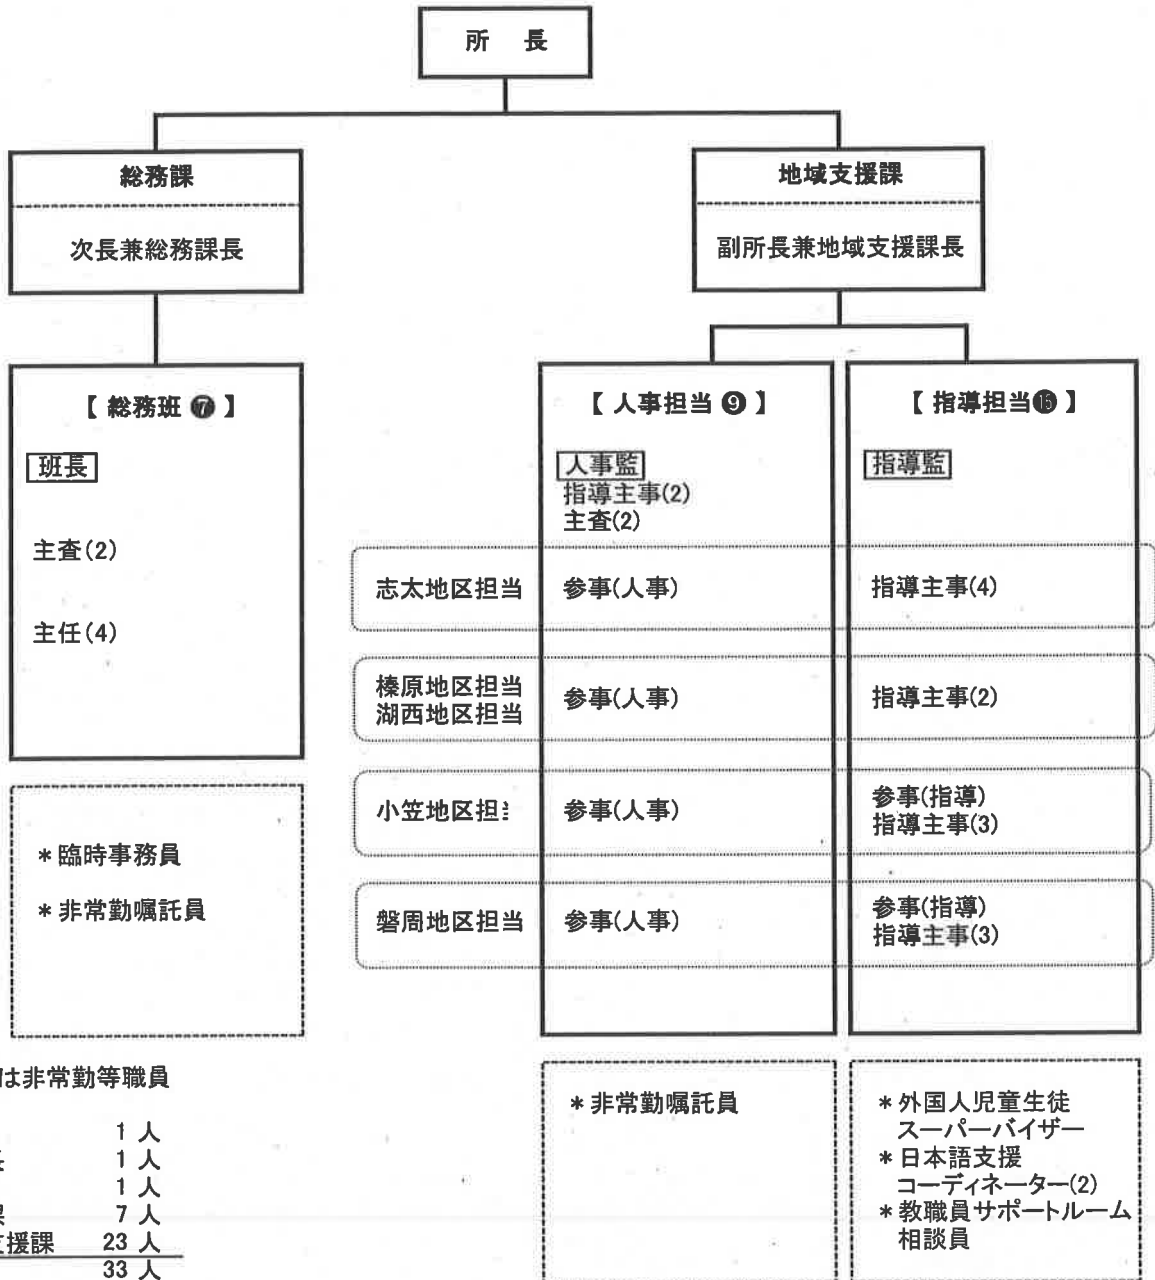 所 長
総務課
次長兼総務課長
地域支援課
副所長兼地域支援課長
【 総務班 ❼ 】
班長
主査(2)
主任(4)
【 人事担当 ❾ 】
人事監
指導主事(2)
主査(2)
【 指導担当⓯ 】
指導監
志太地区担当 参事(人事) 指導主事(4)
榛原地区担当
湖西地区担当
参事(人事) 指導主事(2)
小笠地区担 参事(人事)
参事(指導)
指導主事(3)
磐周地区担当 参事(人事)
参事(指導)
指導主事(3)
*臨時事務員
*非常勤嘱託員
*非常勤嘱託員
*外国人児童生徒
スーパーバイザー
*日本語支援
コーディネーター(2)
*教職員サポートルーム
相談員
は非常勤等職員
1 人
1 人
1 人
7 人
支援課 23 人
33 人